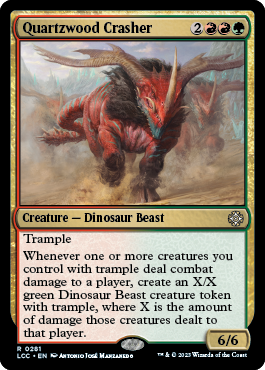 Quartzwood Crasher 2
Creature — Dinosaur Beast
Trample
Whenever one or more creatures you
control with trample deal combat
damage to a player, create an X/X
green Dinosaur Beast creature token
with trample, where X is the amount
of damage those creatures dealt to
that player.
6/6
R 0281
LCC • EN Antonio José Manzanedo
™ & © 2023 Wizards of the Coast